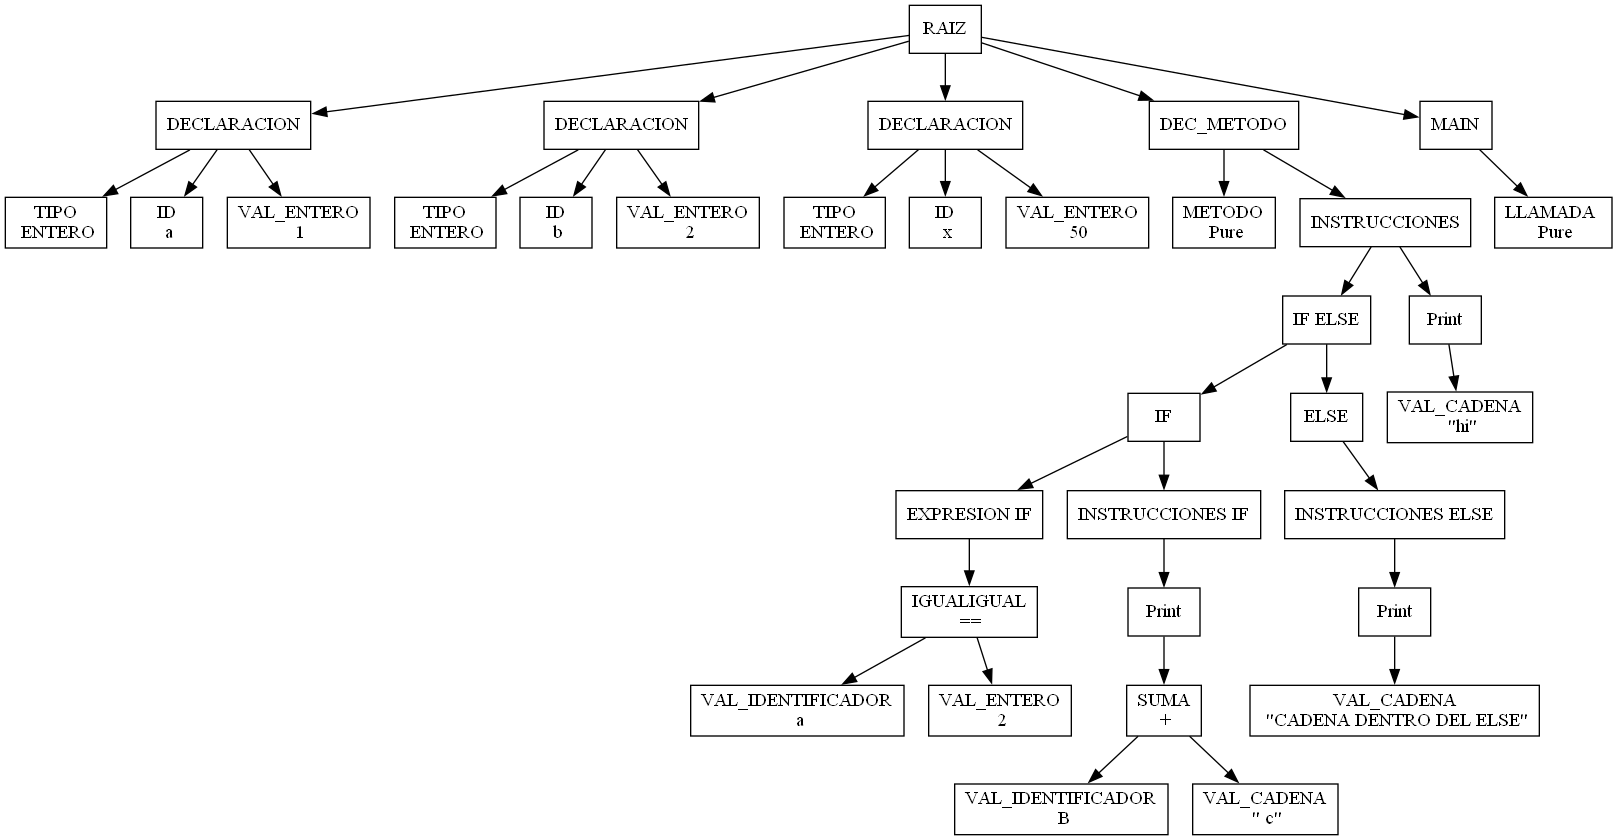 RAIZ
DECLARACION
DECLARACION
DECLARACION
DEC_METODO
MAIN
TIPO
ENTERO
ID
a
VAL_ENTERO
1
TIPO
ENTERO
ID
b
VAL_ENTERO
2
TIPO
ENTERO
ID
x
VAL_ENTERO
50
METODO
Pure
INSTRUCCIONES
LLAMADA
Pure
IF ELSE
Print
IF
ELSE
VAL_CADENA
"hi"
EXPRESION IF
INSTRUCCIONES IF
INSTRUCCIONES ELSE
IGUALIGUAL
==
Print
Print
VAL_IDENTIFICADOR
a
VAL_ENTERO
2
SUMA
+
VAL_CADENA
"CADENA DENTRO DEL ELSE"
VAL_IDENTIFICADOR
B
VAL_CADENA
" c"